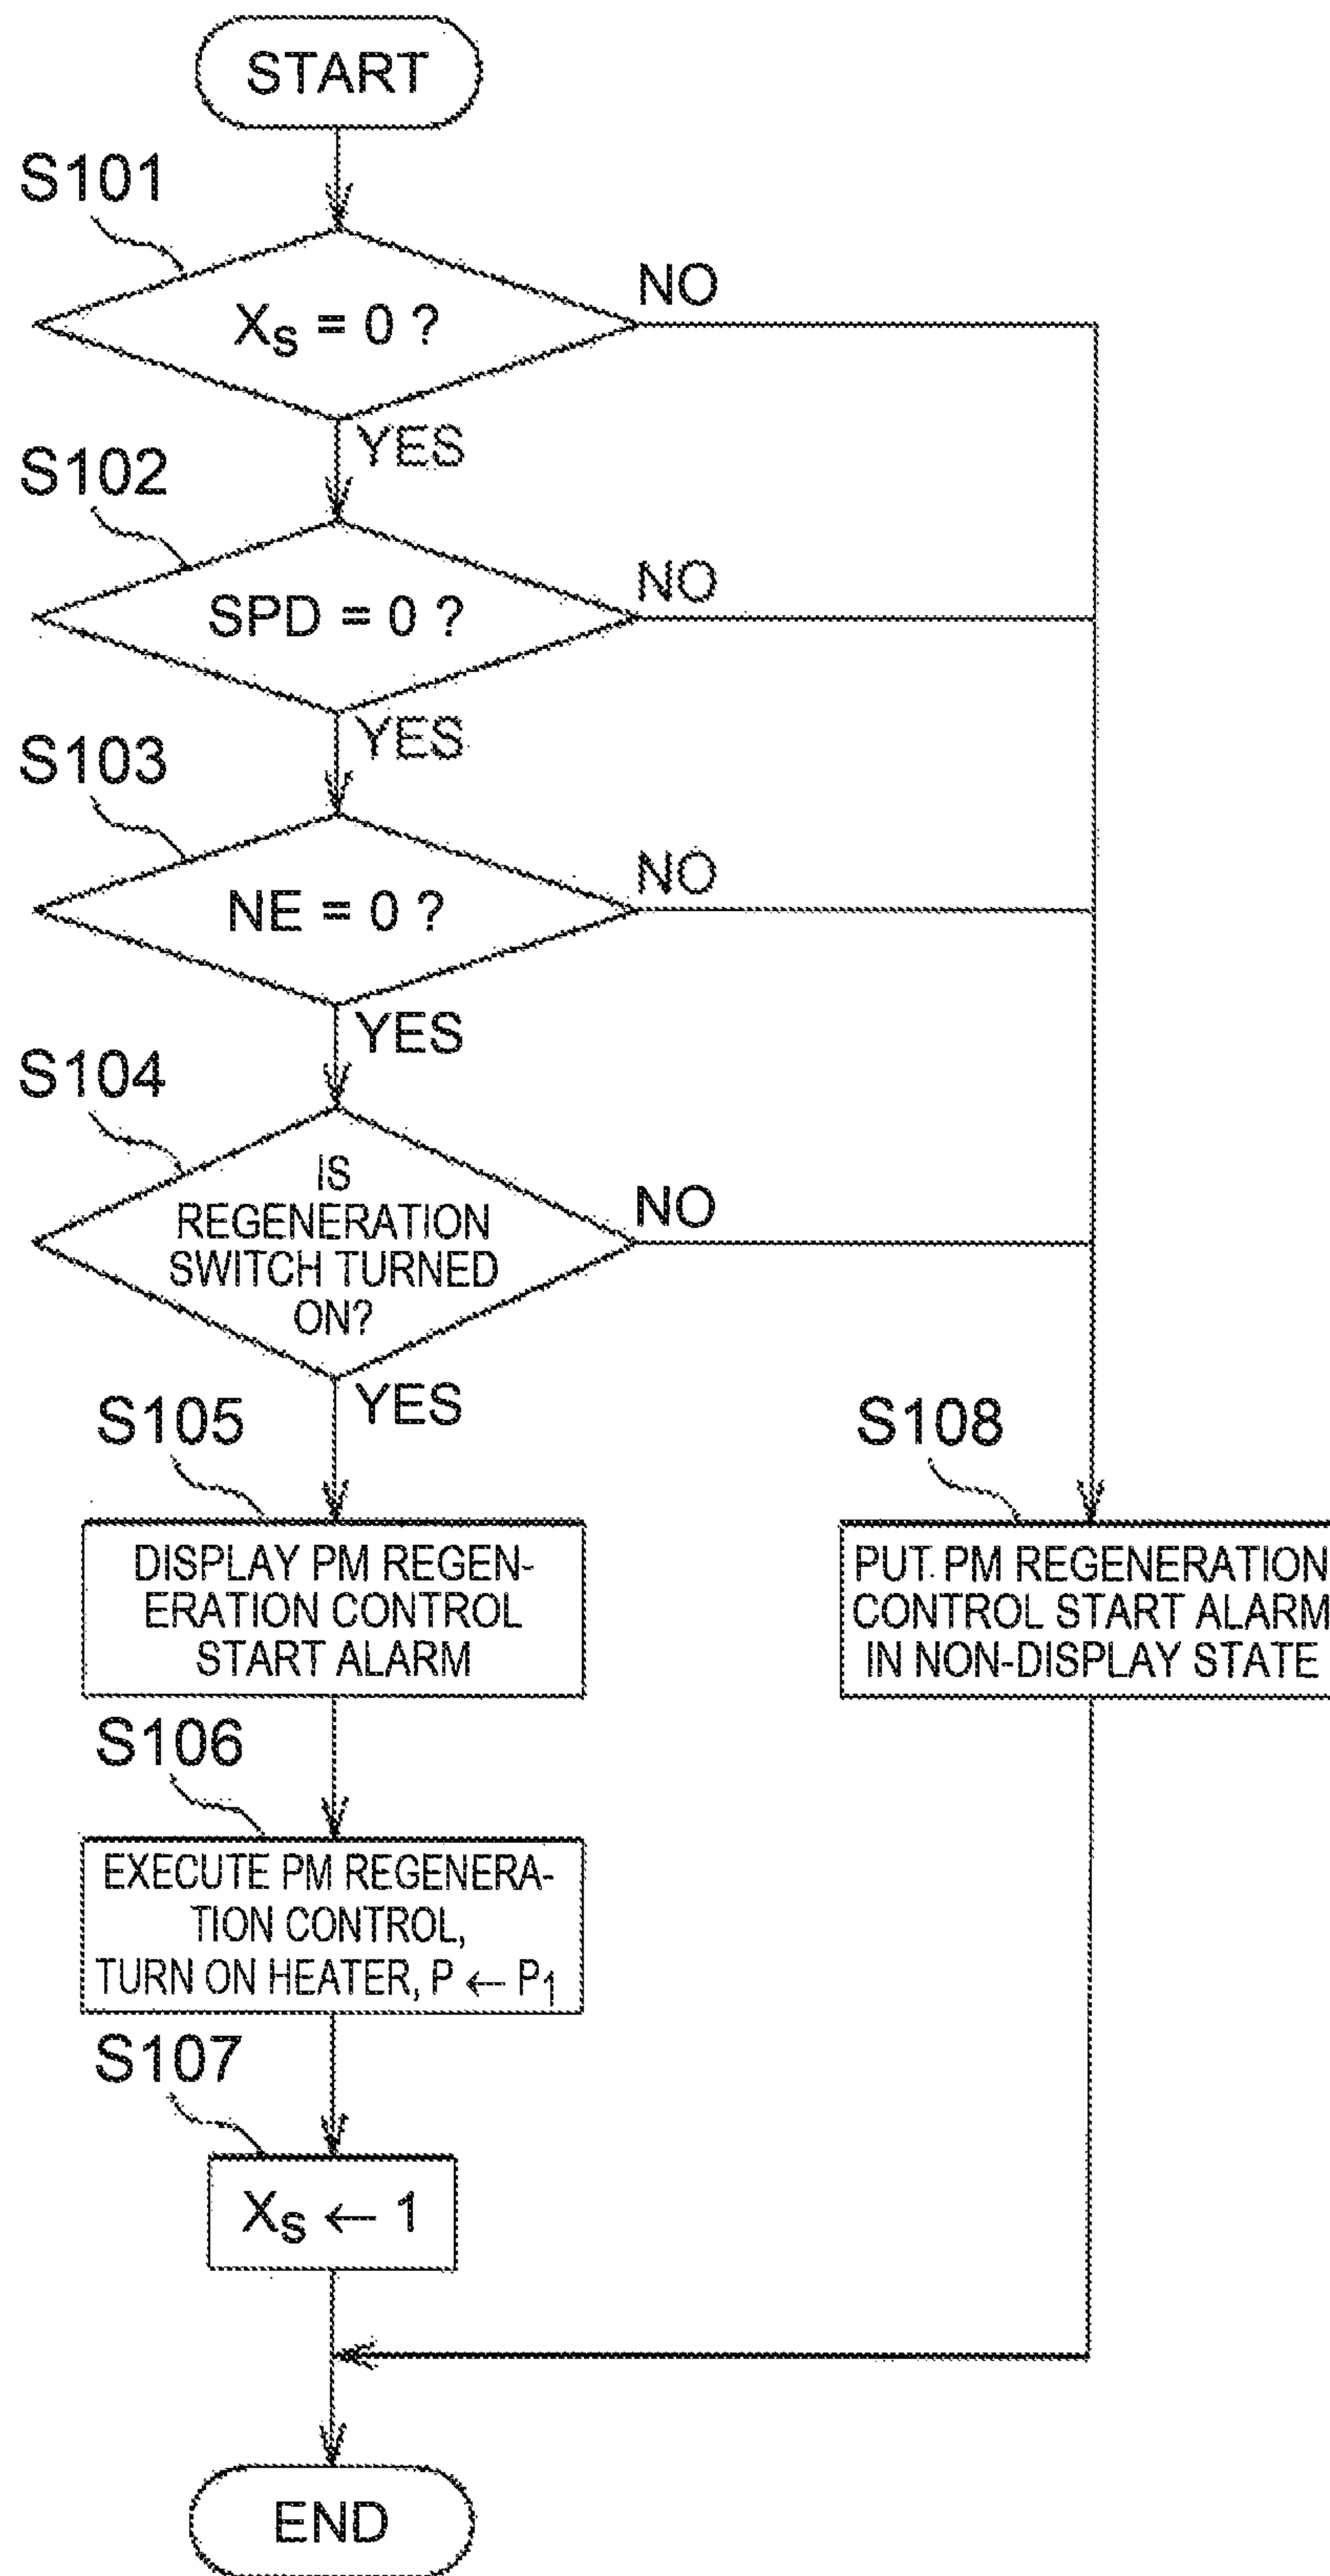 START
S101
X_S = 0 ?
NO
YES
S102
SPD = 0 ?
NO
YES
S103
NE = 0 ?
NO
YES
S104
IS
REGENERATION
SWITCH TURNED
ON?
NO
YES
S105
DISPLAY PM REGEN-
ERATION CONTROL
START ALARM
S108
PUT PM REGENERATION
CONTROL START ALARM
IN NON-DISPLAY STATE
S106
EXECUTE PM REGENERA-
TION CONTROL,
TURN ON HEATER, P ← P₁
S107
X_S ← 1
END